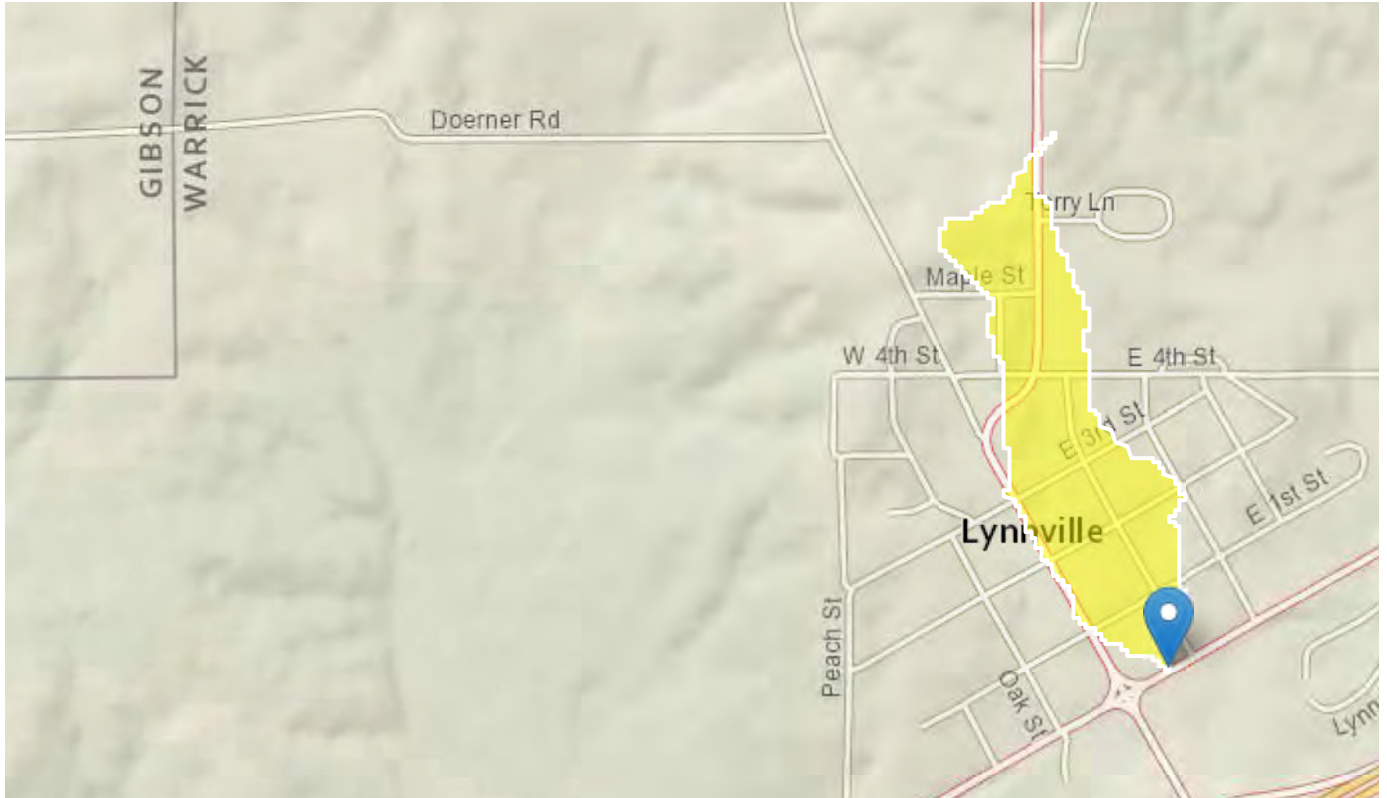 GIBSON
WARRICK
Doerner Rd
Terry Ln
Maple St
W 4th St
E 4th St
E 3rd St
E 1st St
Lynnville
Peach St
Oak St
Lynn